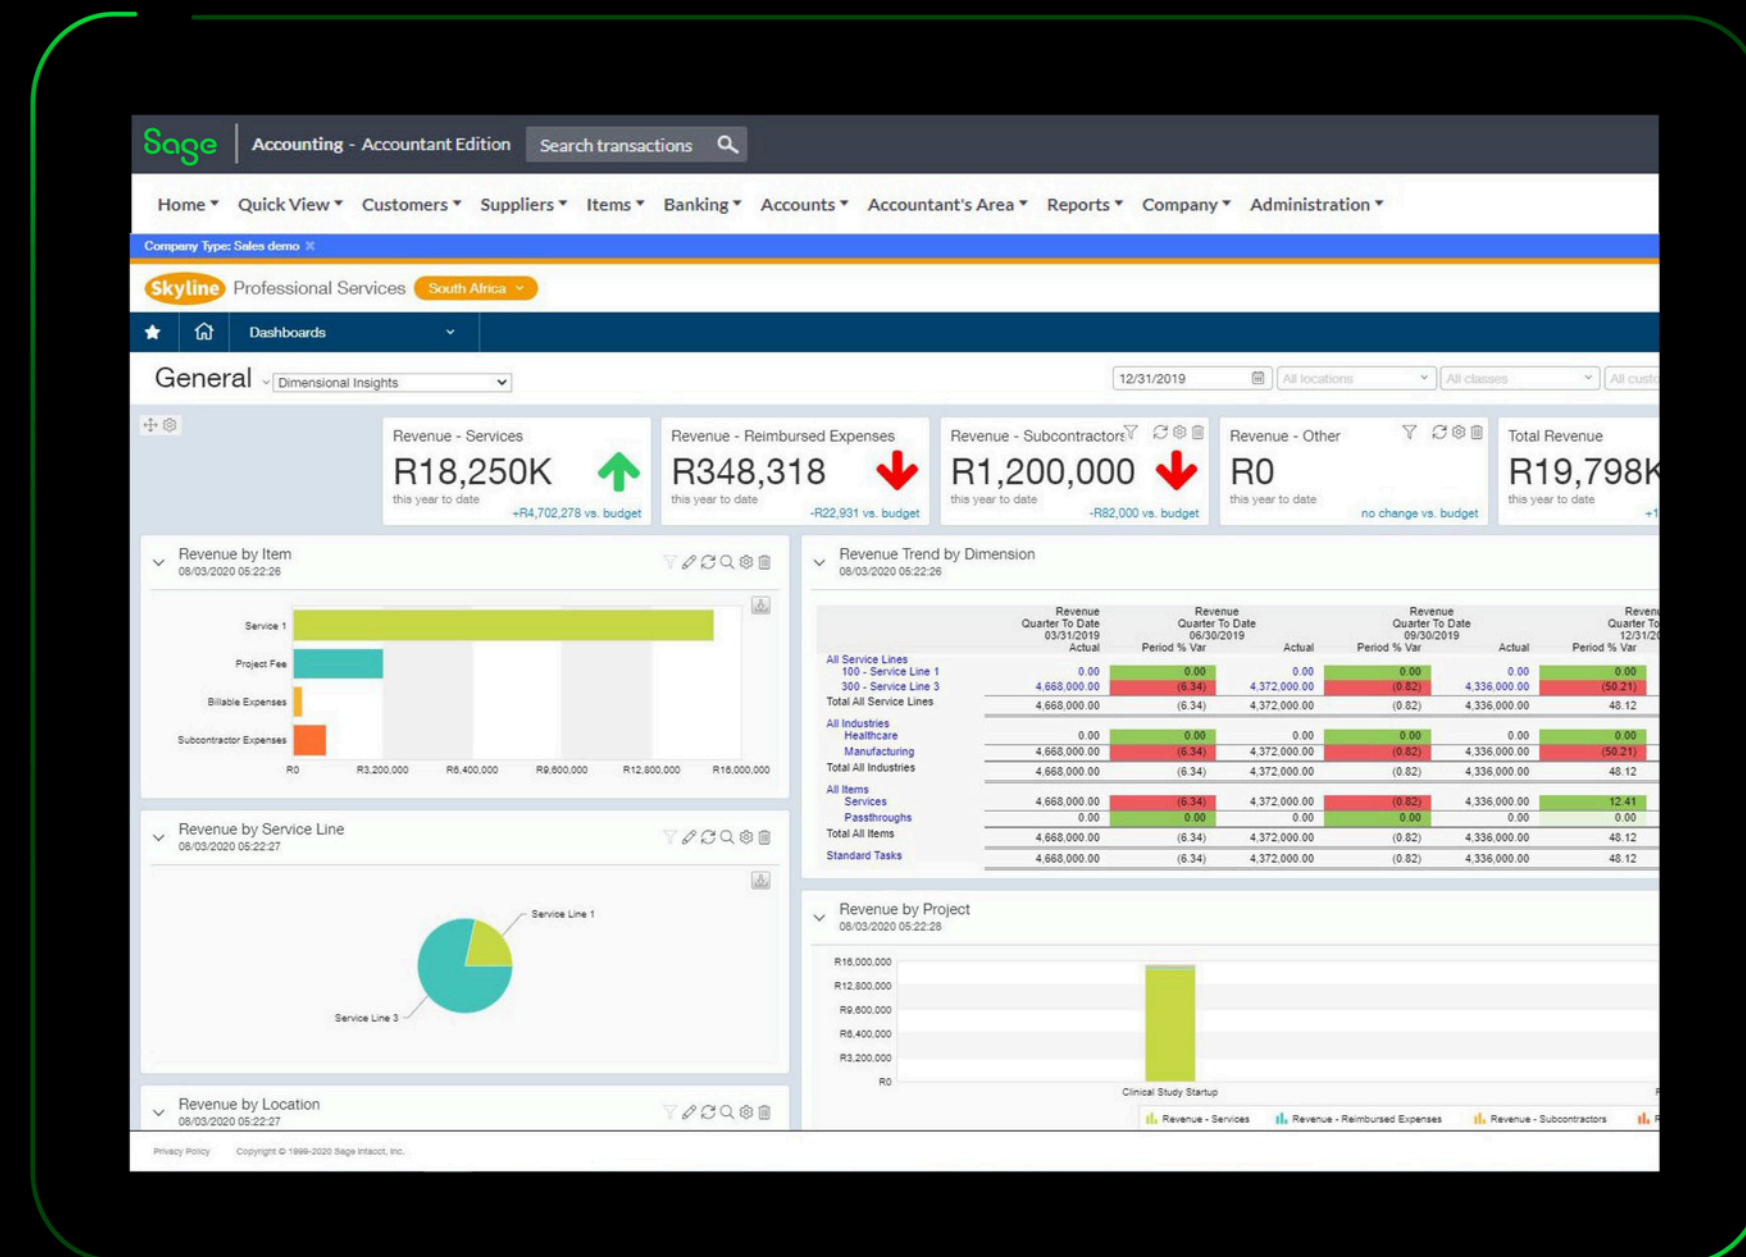 Sage Accounting - Accountant Edition Search transactions
Home Quick View Customers Suppliers Items Banking Accounts Accountant's Area Reports Company Administration
Company Type: Sales demo
Skyline Professional Services South Africa
Dashboards
General Dimensional Insights 12/31/2019 All locations All classes All custo
Revenue - Services
R18,250K
this year to date
+R4,702,278 vs. budget
Revenue - Reimbursed Expenses
R348,318
this year to date
-R22,931 vs. budget
Revenue - Subcontractors
R1,200,000
this year to date
-R82,000 vs. budget
Revenue - Other
R0
this year to date
no change vs. budget
Total Revenue
R19,798K
this year to date
+1
Revenue by Item
08/03/2020 05:22:26
Service 1
Project Fee
Billable Expenses
Subcontractor Expenses
R0 R3,200,000 R6,400,000 R9,600,000 R12,800,000 R16,000,000
Revenue by Service Line
08/03/2020 05:22:27
Service Line 1
Service Line 3
Revenue by Location
08/03/2020 05:22:27
Revenue Trend by Dimension
08/03/2020 05:22:26
Revenue Revenue Revenue Reven
Quarter To Date Quarter To Date Quarter To Date Quarter To
03/31/2019 06/30/2019 09/30/2019 12/31/20
Actual Period % Var Actual Period % Var Actual Period % Var
All Service Lines
100 - Service Line 1 0.00 0.00 0.00 0.00 0.00 0.00
300 - Service Line 3 4,668,000.00 (6.34) 4,372,000.00 (0.82) 4,336,000.00 (50.21)
Total All Service Lines 4,668,000.00 (6.34) 4,372,000.00 (0.82) 4,336,000.00 48.12
All Industries
Healthcare 0.00 0.00 0.00 0.00 0.00 0.00
Manufacturing 4,668,000.00 (6.34) 4,372,000.00 (0.82) 4,336,000.00 (50.21)
Total All Industries 4,668,000.00 (6.34) 4,372,000.00 (0.82) 4,336,000.00 48.12
All Items
Services 4,668,000.00 (6.34) 4,372,000.00 (0.82) 4,336,000.00 12.41
Passthroughs 0.00 0.00 0.00 0.00 0.00 0.00
Total All Items 4,668,000.00 (6.34) 4,372,000.00 (0.82) 4,336,000.00 48.12
Standard Tasks 4,668,000.00 (6.34) 4,372,000.00 (0.82) 4,336,000.00 48.12
Revenue by Project
08/03/2020 05:22:28
R16,000,000
R12,800,000
R9,600,000
R6,400,000
R3,200,000
R0
Clinical Study Startup
Revenue - Services Revenue - Reimbursed Expenses Revenue - Subcontractors
Privacy Policy Copyright © 1999-2020 Sage Intacct, Inc.